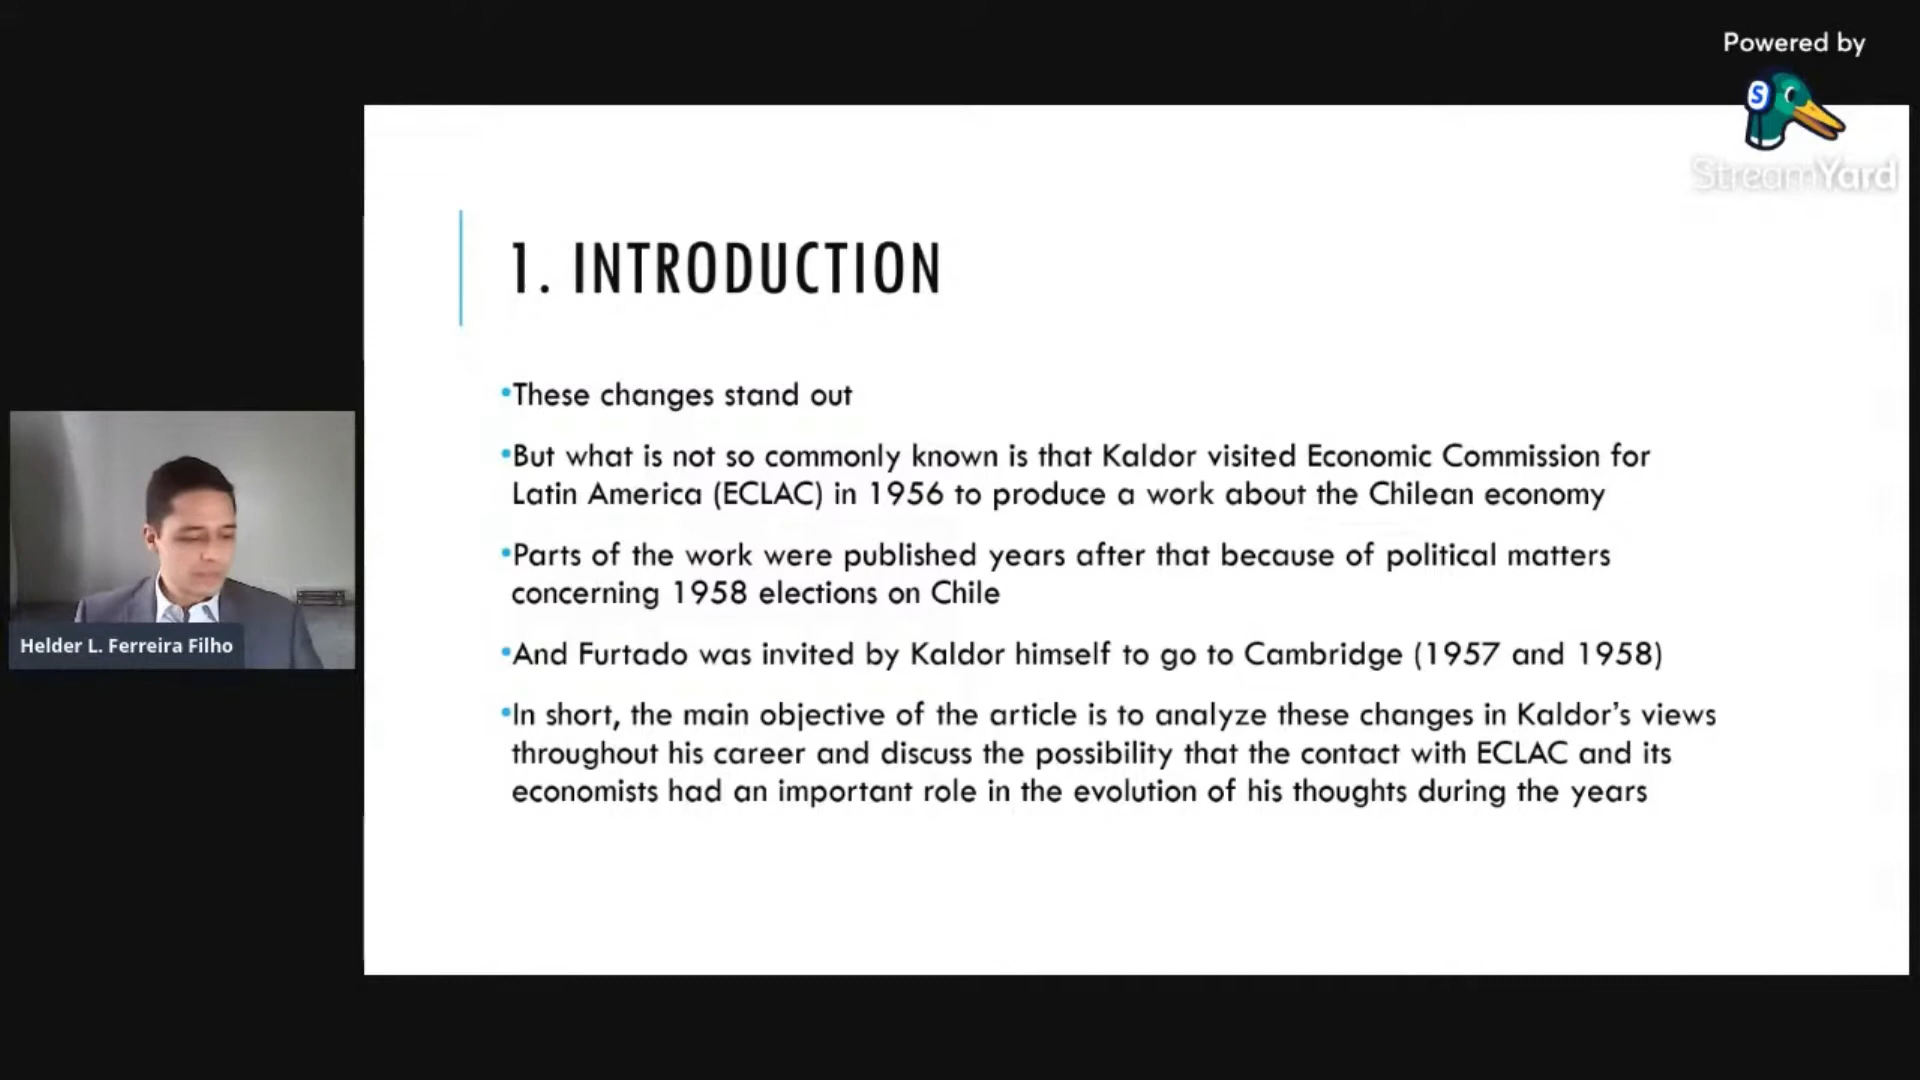 Powered by
S
StreamYard
1. INTRODUCTION
•These changes stand out
•But what is not so commonly known is that Kaldor visited Economic Commission for
Latin America (ECLAC) in 1956 to produce a work about the Chilean economy
•Parts of the work were published years after that because of political matters
concerning 1958 elections on Chile
•And Furtado was invited by Kaldor himself to go to Cambridge (1957 and 1958)
•In short, the main objective of the article is to analyze these changes in Kaldor’s views
throughout his career and discuss the possibility that the contact with ECLAC and its
economists had an important role in the evolution of his thoughts during the years
Helder L. Ferreira Filho